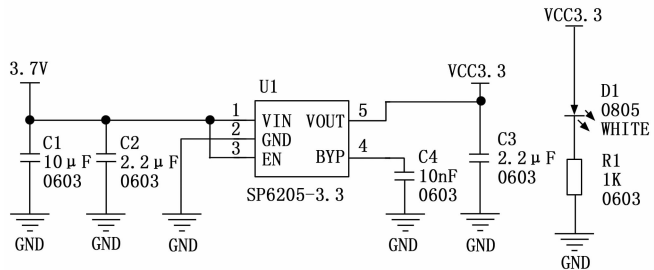 3.7V
C1
10μF
0603
C2
2.2μF
0603
U1
1
2
3
VIN
GND
EN
VOUT
BYP
5
4
SP6205-3.3
C4
10nF
0603
VCC3.3
C3
2.2μF
0603
VCC3.3
D1
0805
WHITE
R1
1K
0603
GND
GND
GND
GND
GND
GND